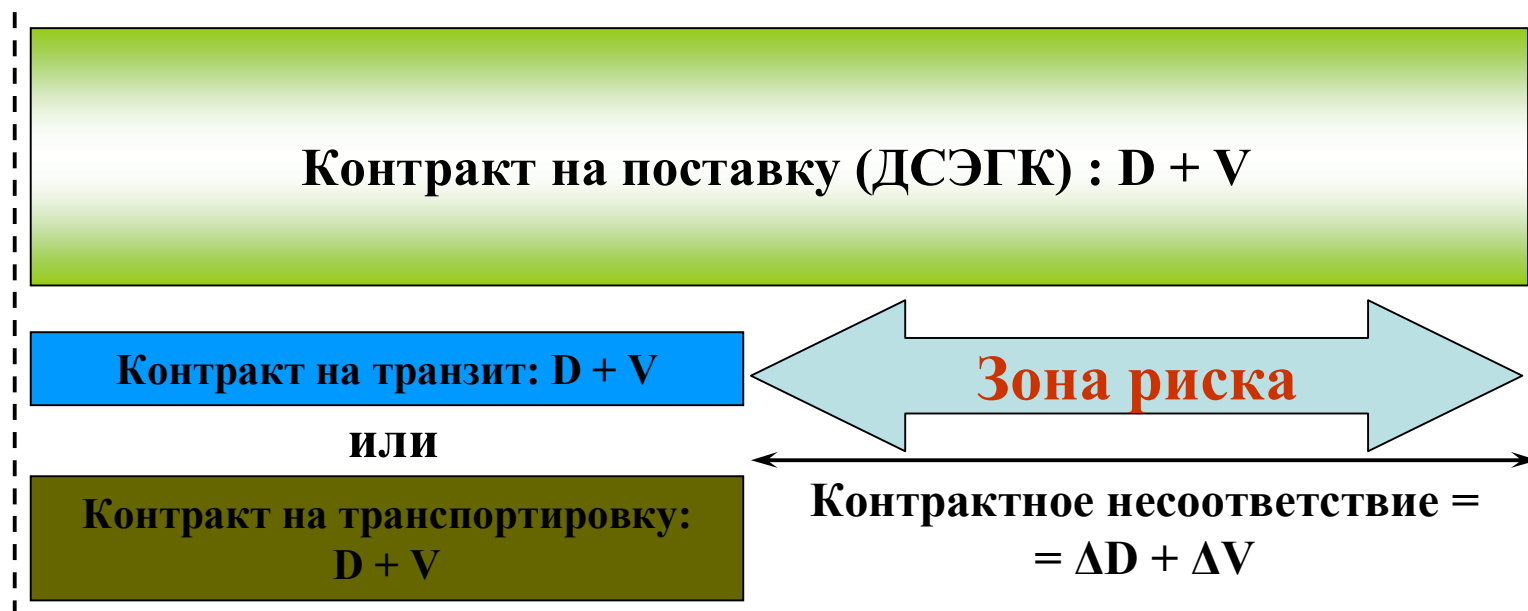 Контракт на поставку (ДСЭГК) : D + V
Контракт на транзит: D + V
Зона риска
или
Контракт на транспортировку:
D + V
Контрактное несоответствие =
= ΔD + ΔV